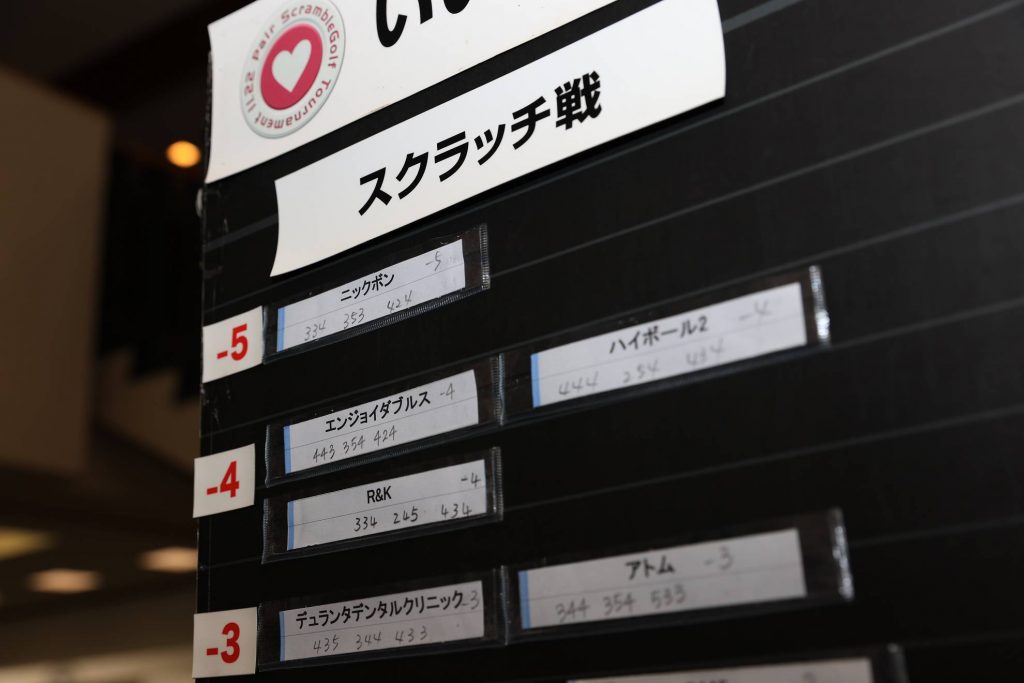 Pair ScrambleGolf Tournament 1122
スクラッチ戦
-5
ニックボン -5
334 353 424
ハイボール2 -4
444 254 434
-4
エンジョイダブルス -4
443 354 424
R&K -4
334 245 434
-3
デュランタデンタルクリニック -3
435 344 433
アトム -3
344 354 533